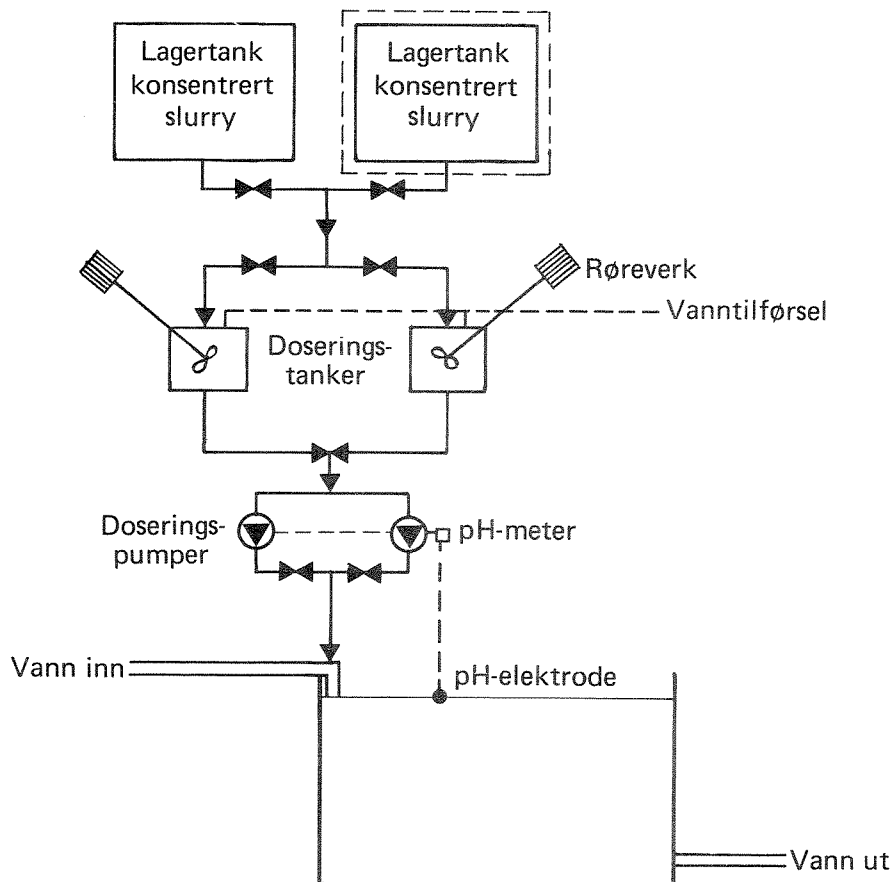 Lagertank
konsentrert
slurry
Lagertank
konsentrert
slurry
Røreverk
Vanntilførsel
Doserings-
tanker
Doserings-
pumper
pH-meter
Vann inn
pH-elektrode
Vann ut